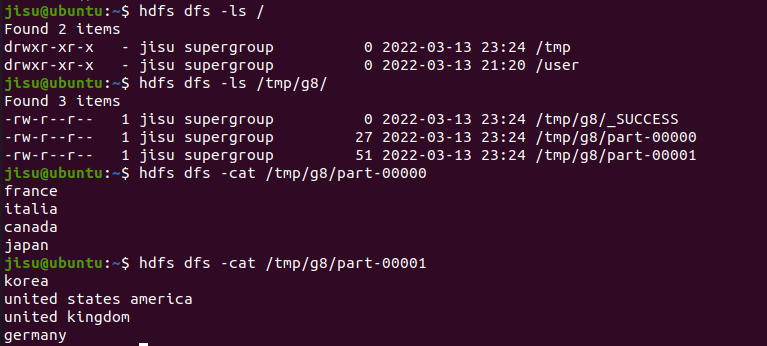 jisu@ubuntu:~$ hdfs dfs -ls /
Found 2 items
drwxr-xr-x   - jisu supergroup          0 2022-03-13 23:24 /tmp
drwxr-xr-x   - jisu supergroup          0 2022-03-13 21:20 /user
jisu@ubuntu:~$ hdfs dfs -ls /tmp/g8/
Found 3 items
-rw-r--r--   1 jisu supergroup          0 2022-03-13 23:24 /tmp/g8/_SUCCESS
-rw-r--r--   1 jisu supergroup         27 2022-03-13 23:24 /tmp/g8/part-00000
-rw-r--r--   1 jisu supergroup         51 2022-03-13 23:24 /tmp/g8/part-00001
jisu@ubuntu:~$ hdfs dfs -cat /tmp/g8/part-00000
france
italia
canada
japan
jisu@ubuntu:~$ hdfs dfs -cat /tmp/g8/part-00001
korea
united states america
united kingdom
germany